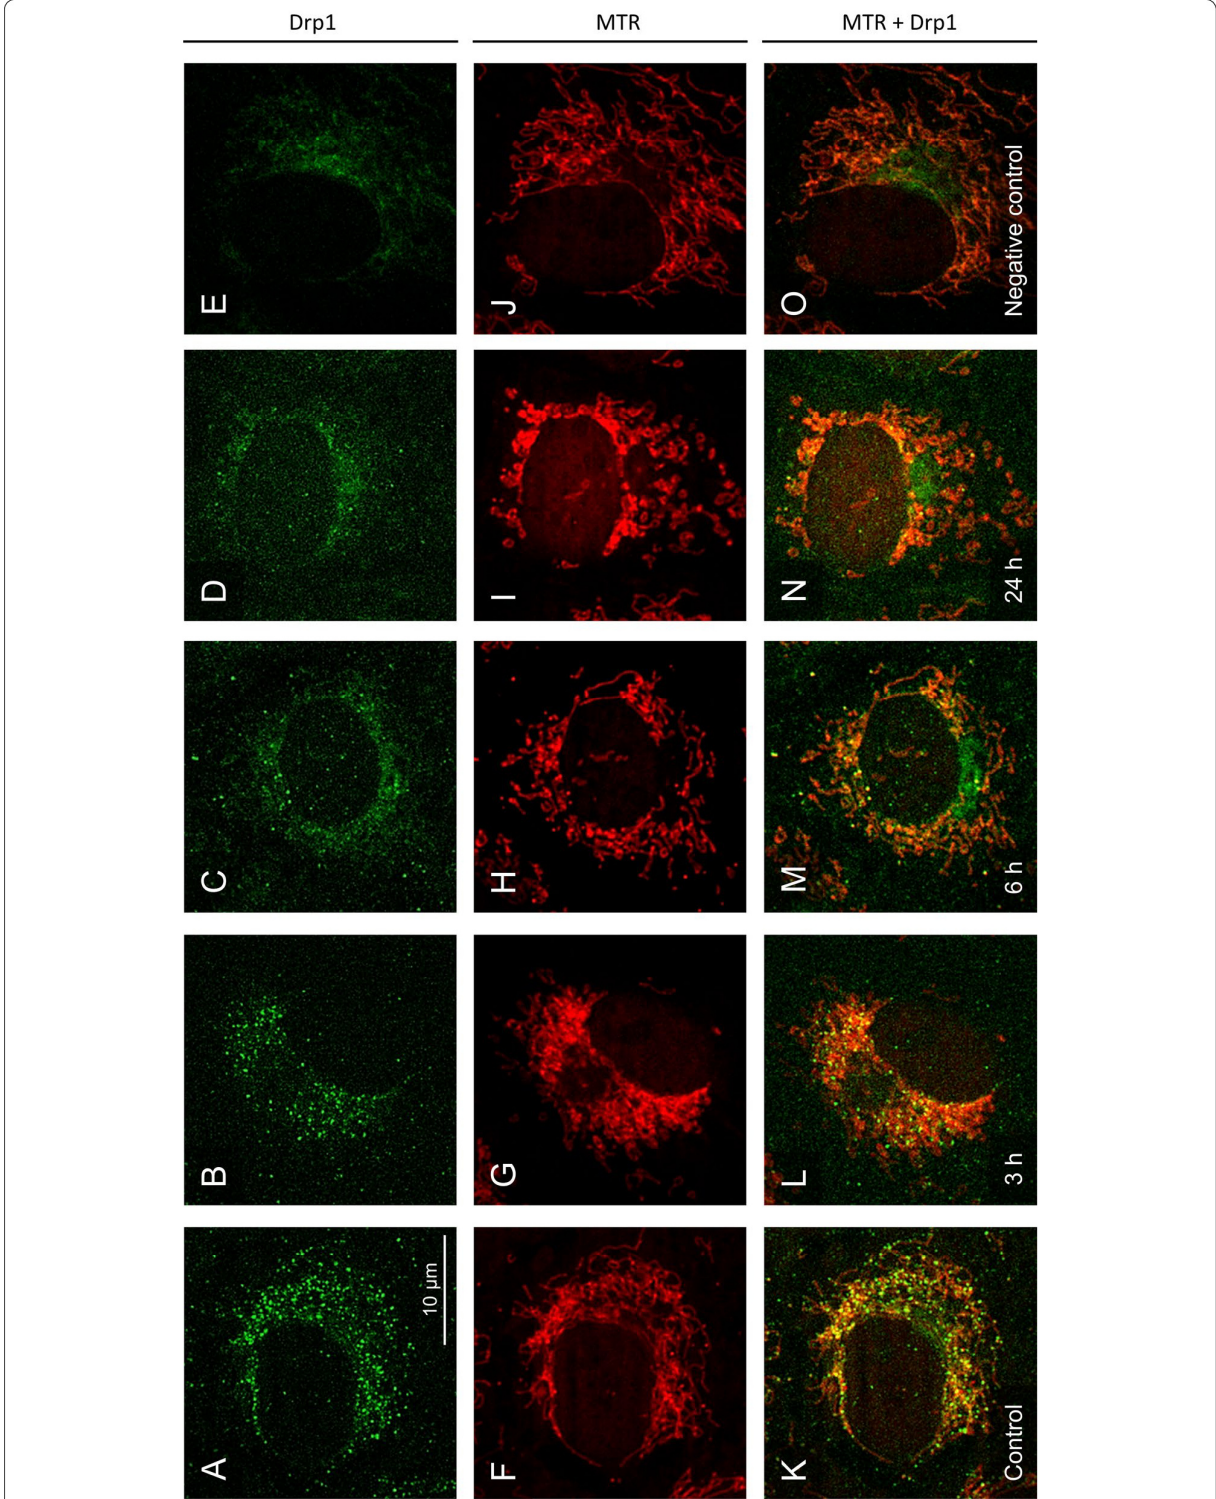 Drp1
MTR
MTR + Drp1
E
J
O
Negative control
D
I
N
24 h
C
H
M
6 h
B
G
L
3 h
A
10 µm
F
K
Control